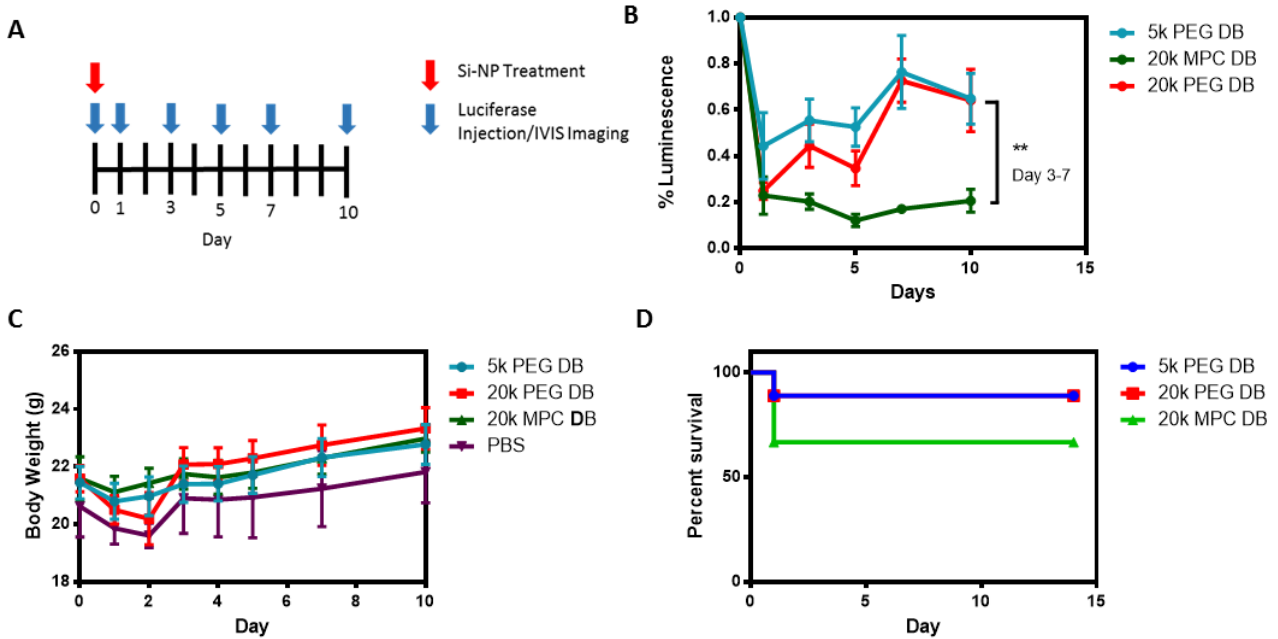 A
Si-NP Treatment
Luciferase
Injection/IVIS Imaging
0 1 3 5 7 10
Day
B
% Luminescence
1.0
0.8
0.6
0.4
0.2
0.0
0 5 10 15
Days
5k PEG DB
20k MPC DB
20k PEG DB
**
Day 3-7
C
Body Weight (g)
26
24
22
20
18
0 2 4 6 8 10
Day
5k PEG DB
20k PEG DB
20k MPC DB
PBS
D
Percent survival
100
50
0
0 5 10 15
Day
5k PEG DB
20k PEG DB
20k MPC DB